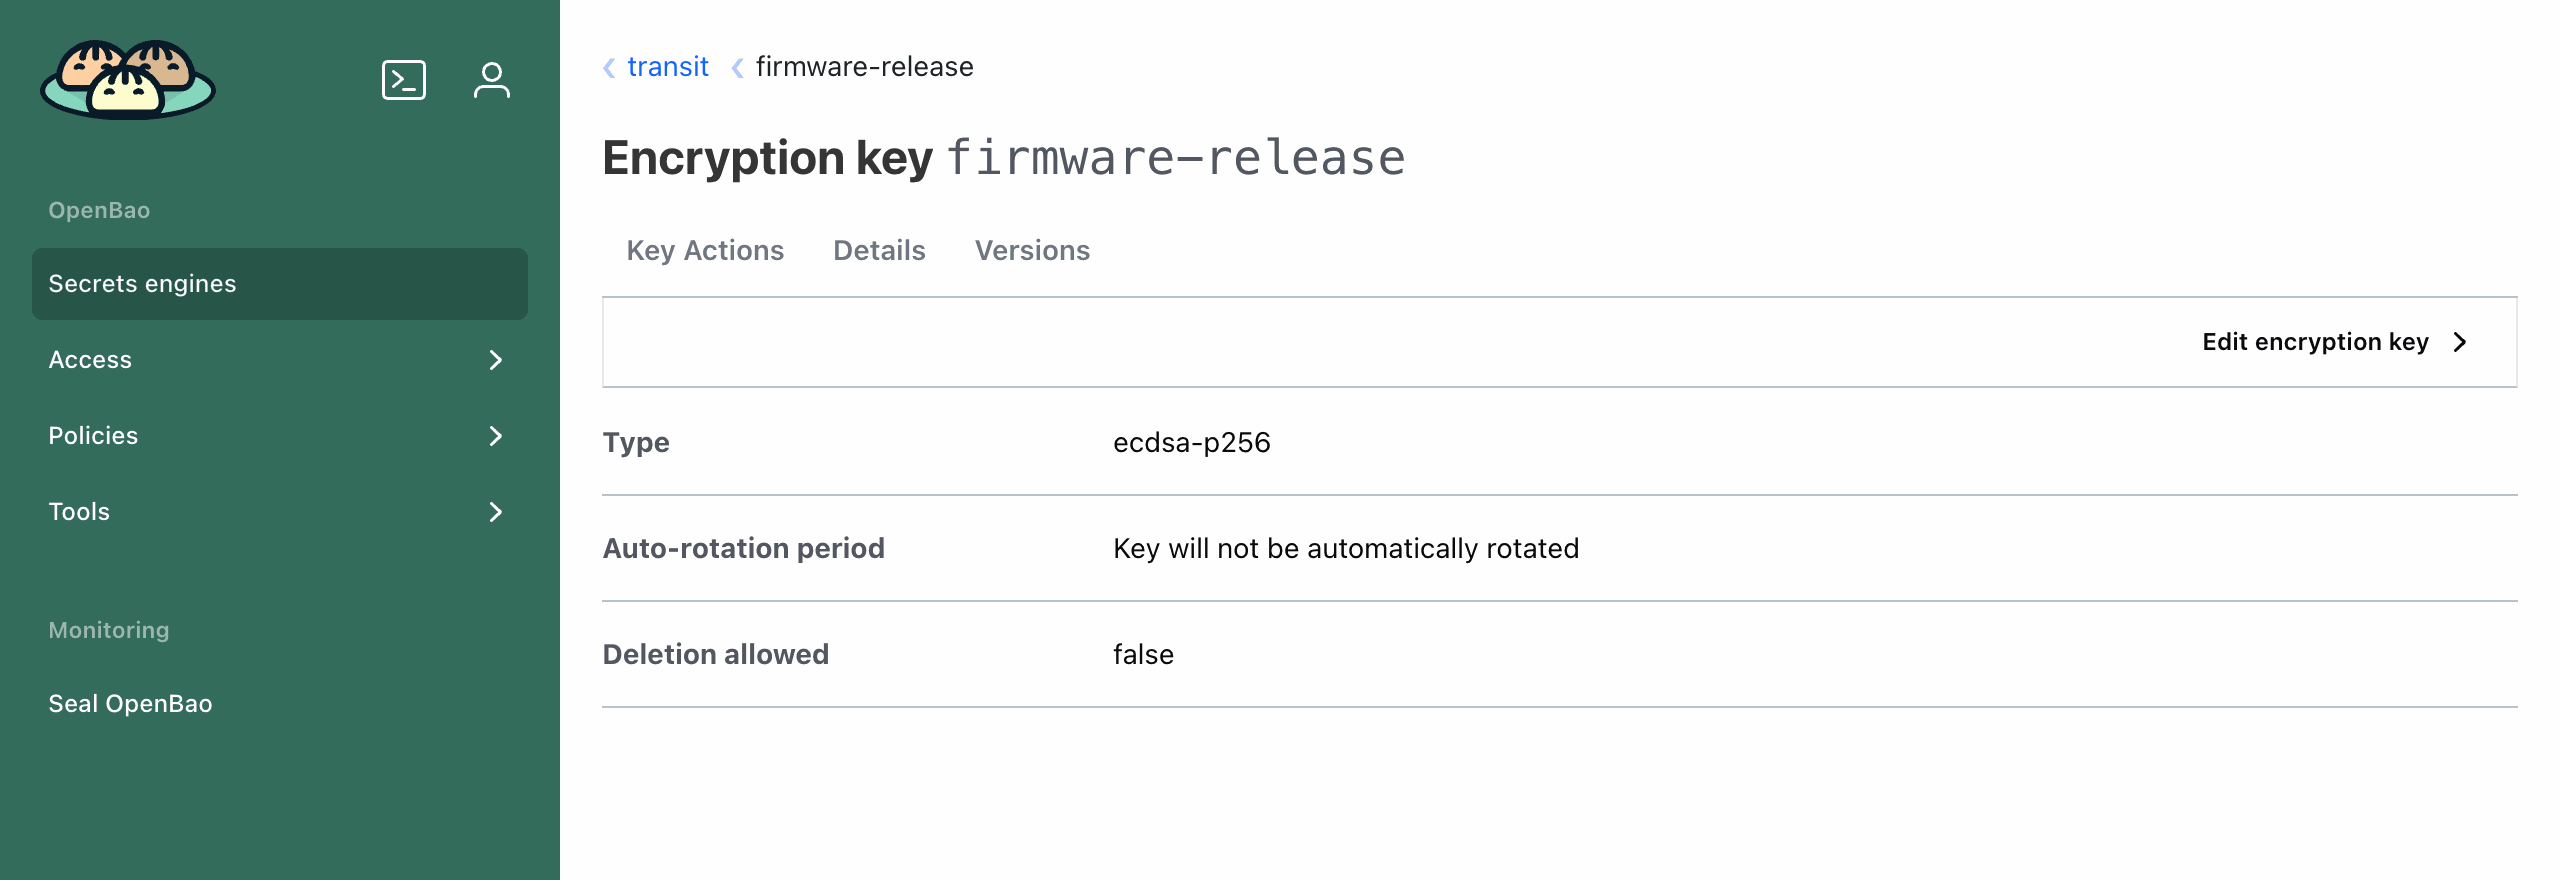 OpenBao
Secrets engines
Access
Policies
Tools
Monitoring
Seal OpenBao
transit firmware-release
Encryption key firmware-release
Key Actions Details Versions
Edit encryption key
Type ecdsa-p256
Auto-rotation period Key will not be automatically rotated
Deletion allowed false